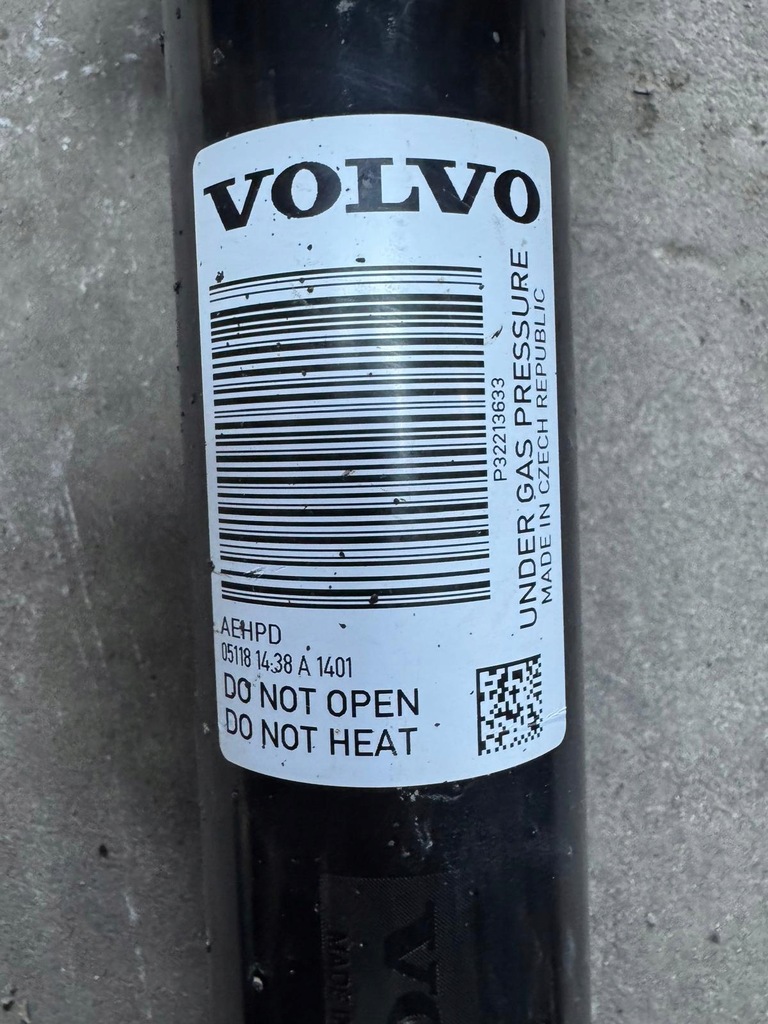 VOLVO
P32213633
UNDER GAS PRESSURE
MADE IN CZECH REPUBLIC
AEHPD
05118 14:38 A 1401
DO NOT OPEN
DO NOT HEAT